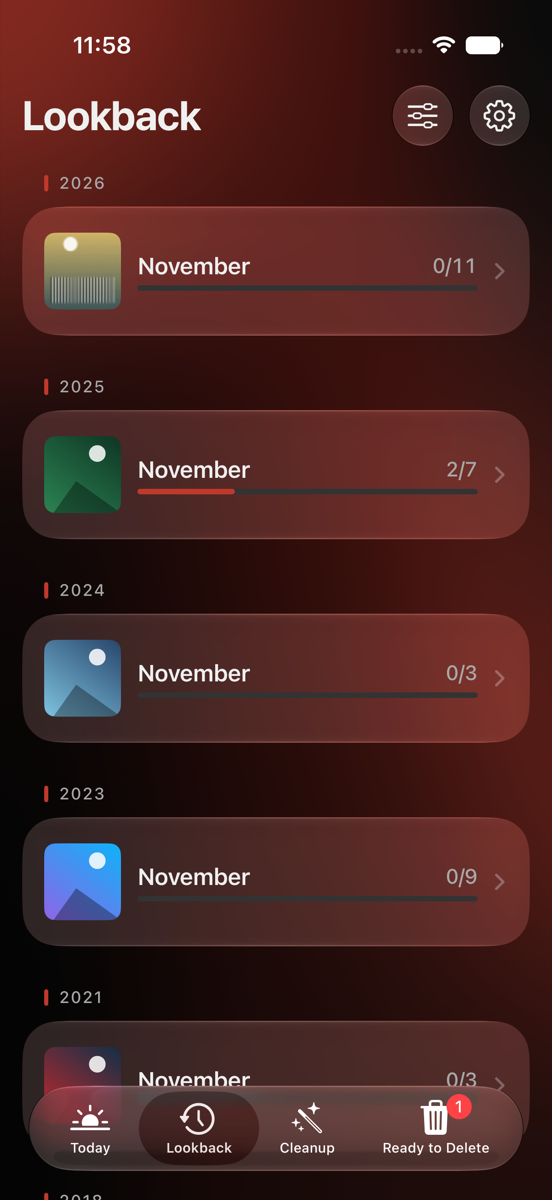 11:58
Lookback
2026
November 0/11
2025
November 2/7
2024
November 0/3
2023
November 0/9
2021
November 0/3
1
Today Lookback Cleanup Ready to Delete
2018